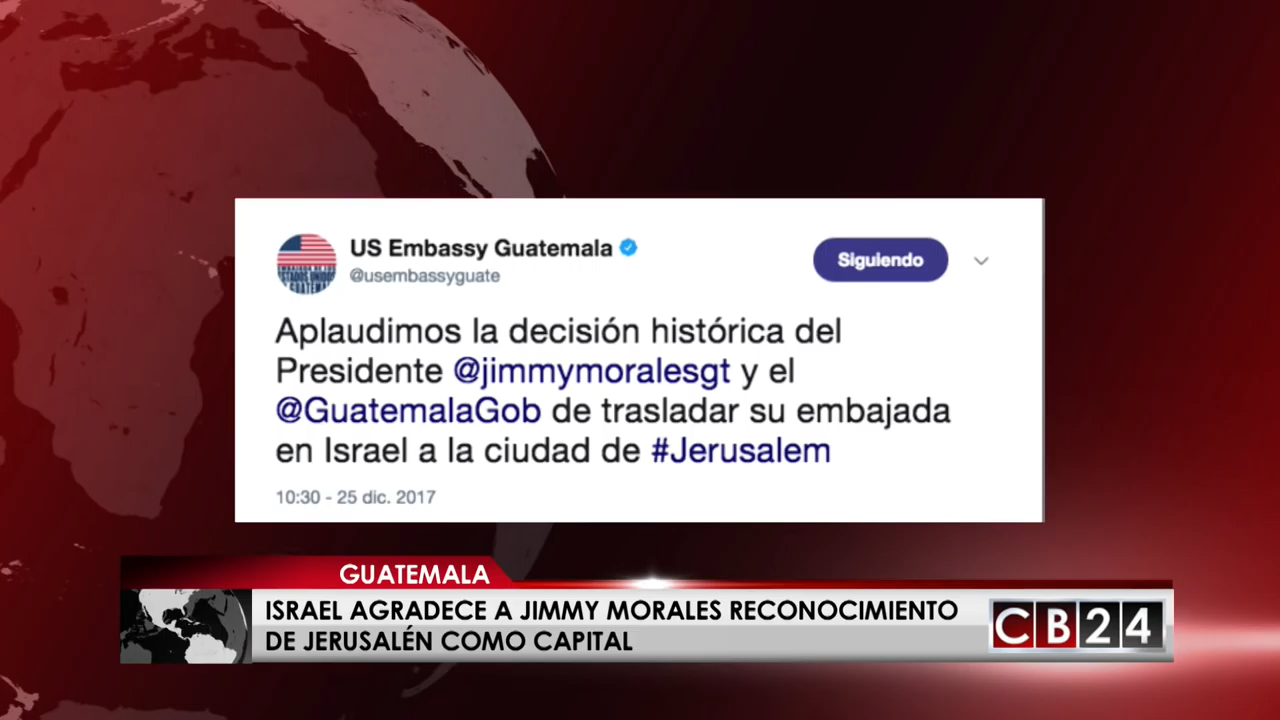 US Embassy Guatemala
@usembassyguate
Siguiendo
Aplaudimos la decisión histórica del
Presidente @jimmymoralesgt y el
@GuatemalaGob de trasladar su embajada
en Israel a la ciudad de #Jerusalem
10:30 - 25 dic. 2017
GUATEMALA
ISRAEL AGRADECE A JIMMY MORALES RECONOCIMIENTO
DE JERUSALÉN COMO CAPITAL
CB24